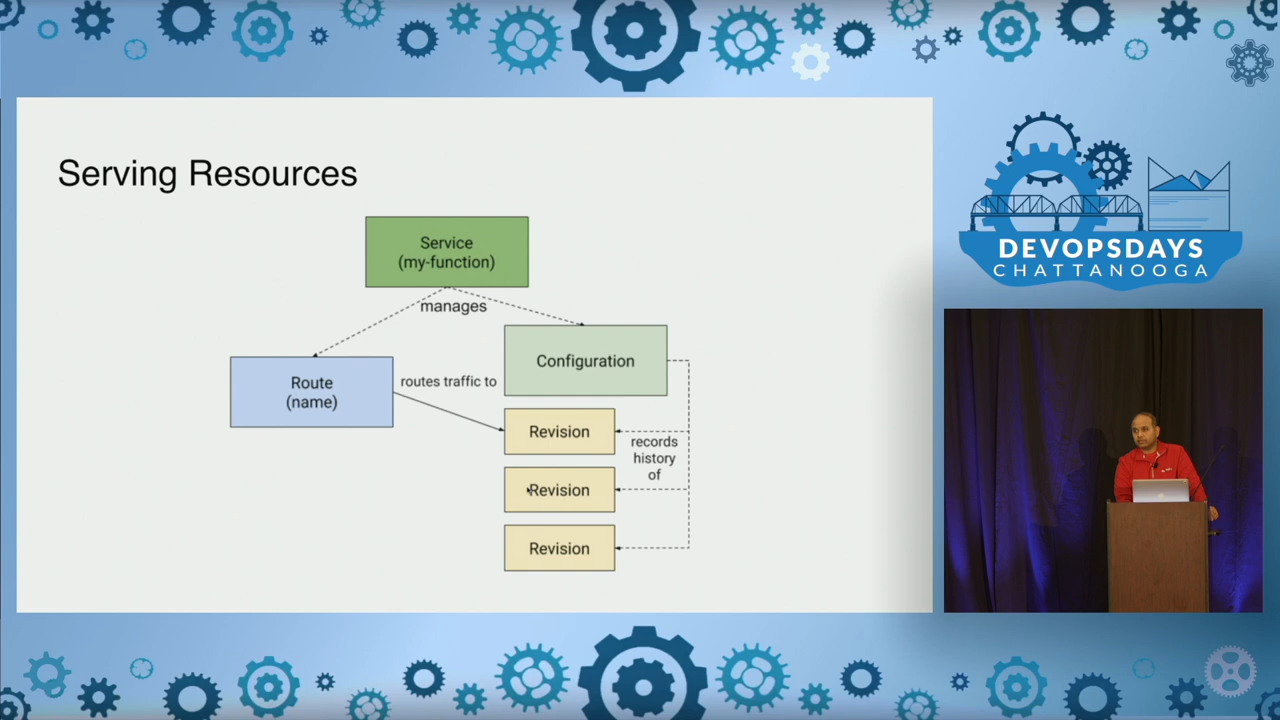 Serving Resources
Service
(my-function)
manages
Configuration
Route
(name)
routes traffic to
Revision
records
history
of
Revision
Revision
DEVOPSDAYS
CHATTANOOGA